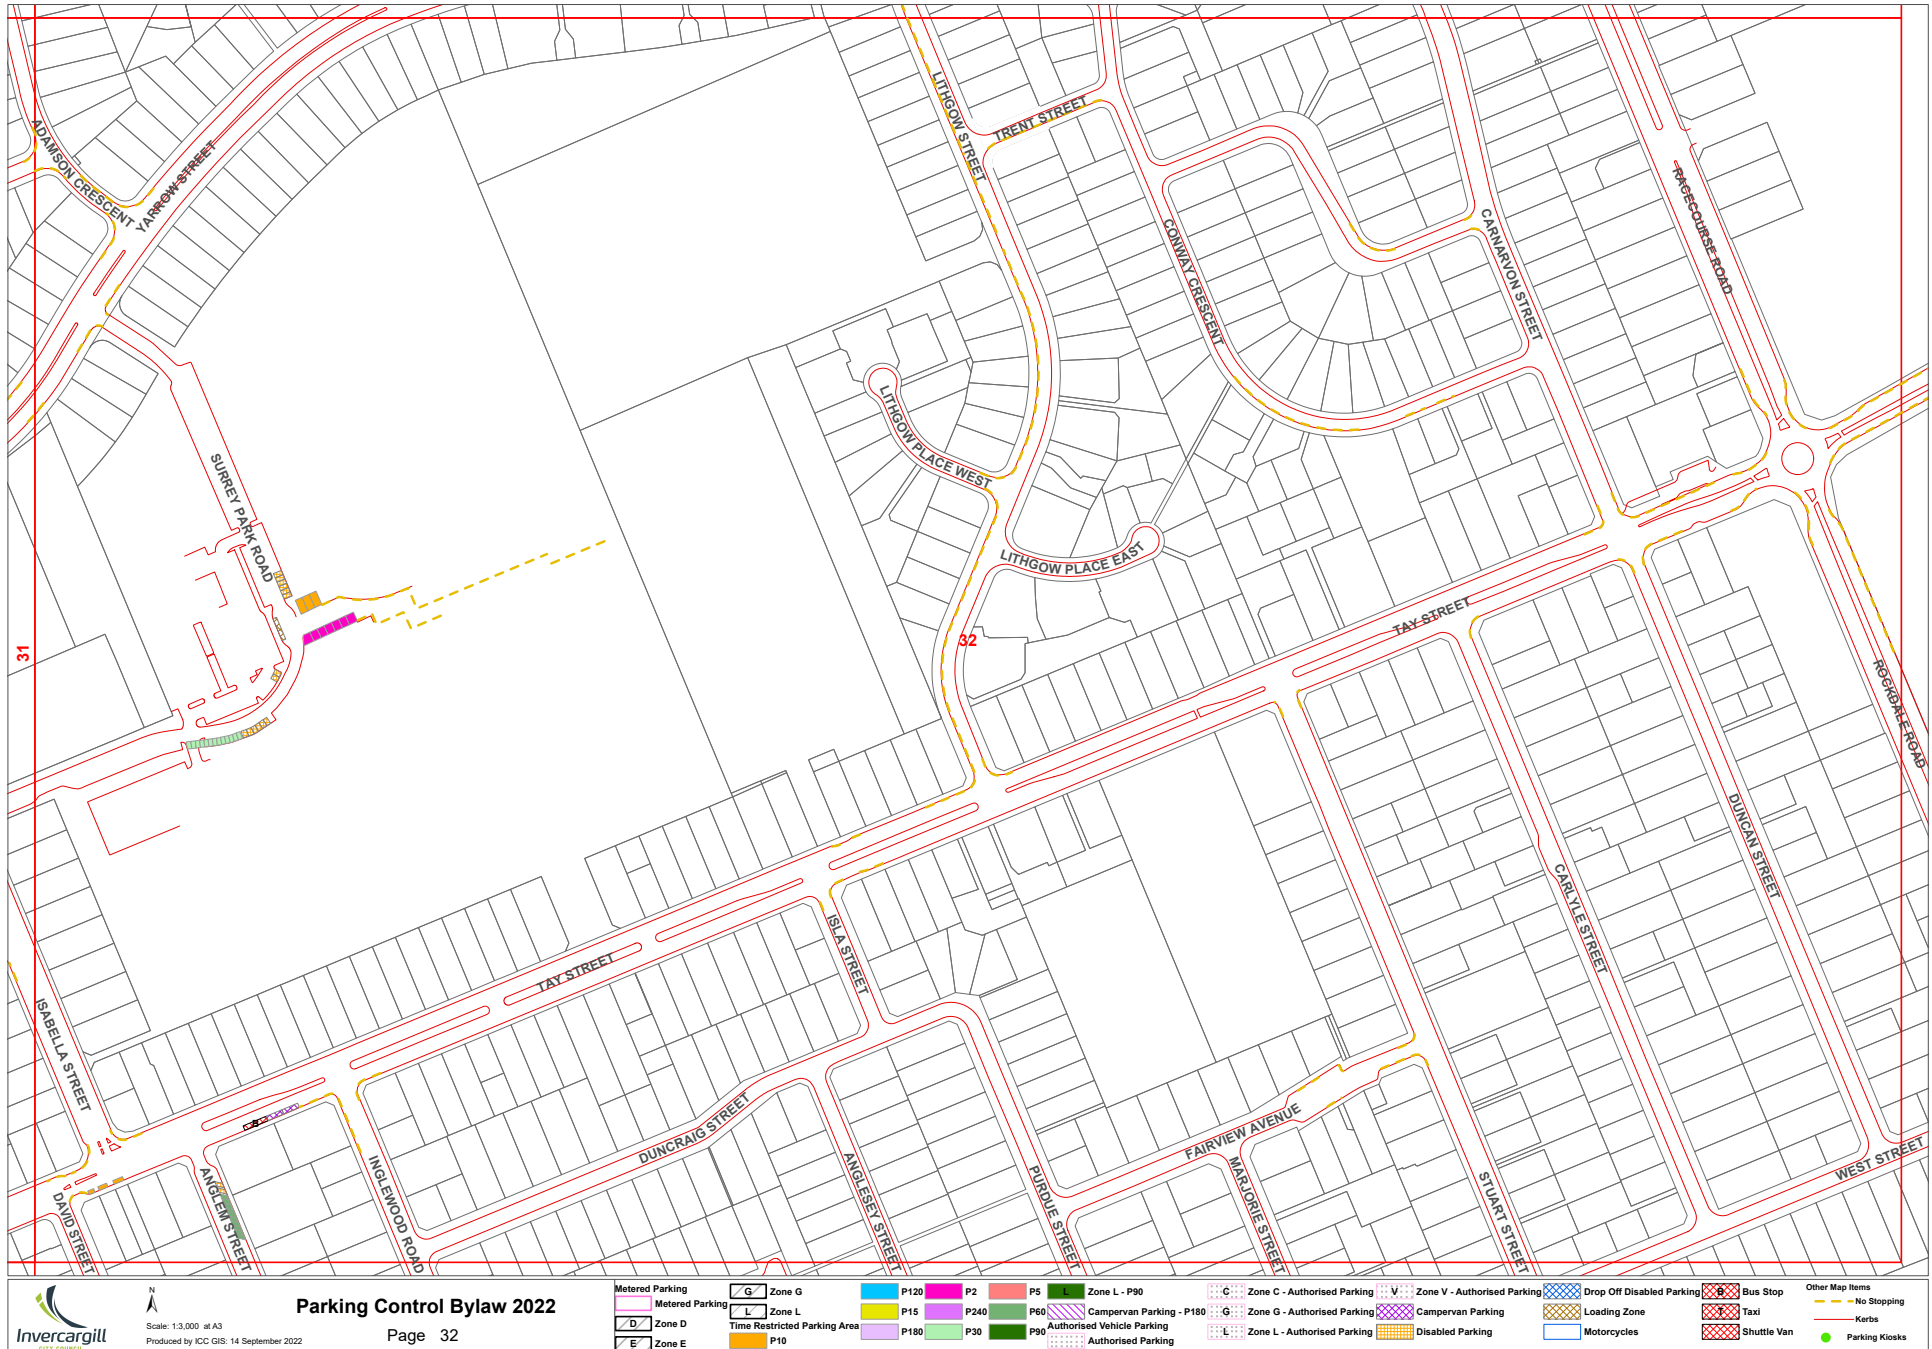 ADAMSON CRESCENT
YARROW STREET
LITHGOW STREET
TRENT STREET
CONWAY CRESCENT
CARNARVON STREET
RACECOURSE ROAD
SURREY PARK ROAD
LITHGOW PLACE WEST
LITHGOW PLACE EAST
31
32
TAY STREET
ROCKDALE ROAD
DUNCAN STREET
CARLYLE STREET
ISLA STREET
TAY STREET
ISABELLA STREET
B
DUNCRAIG STREET
FAIRVIEW AVENUE
DAVID STREET
ANGLEM STREET
INGLEWOOD ROAD
ANGLESEY STREET
PURDUE STREET
MARJORIE STREET
STUART STREET
WEST STREET
Invercargill
CITY COUNCIL
N
Scale: 1:3,000 at A3
Produced by ICC GIS: 14 September 2022
Parking Control Bylaw 2022
Page 32
Metered Parking
Metered Parking
D Zone D
E Zone E
G Zone G
L Zone L
Time Restricted Parking Area
P10
P120
P15
P180
P2
P240
P30
P5
P60
P90
L Zone L - P90
Campervan Parking - P180
Authorised Vehicle Parking
Authorised Parking
C Zone C - Authorised Parking
G Zone G - Authorised Parking
L Zone L - Authorised Parking
V Zone V - Authorised Parking
Campervan Parking
Disabled Parking
Drop Off Disabled Parking
Loading Zone
Motorcycles
B Bus Stop
T Taxi
Shuttle Van
Other Map Items
No Stopping
Kerbs
Parking Kiosks